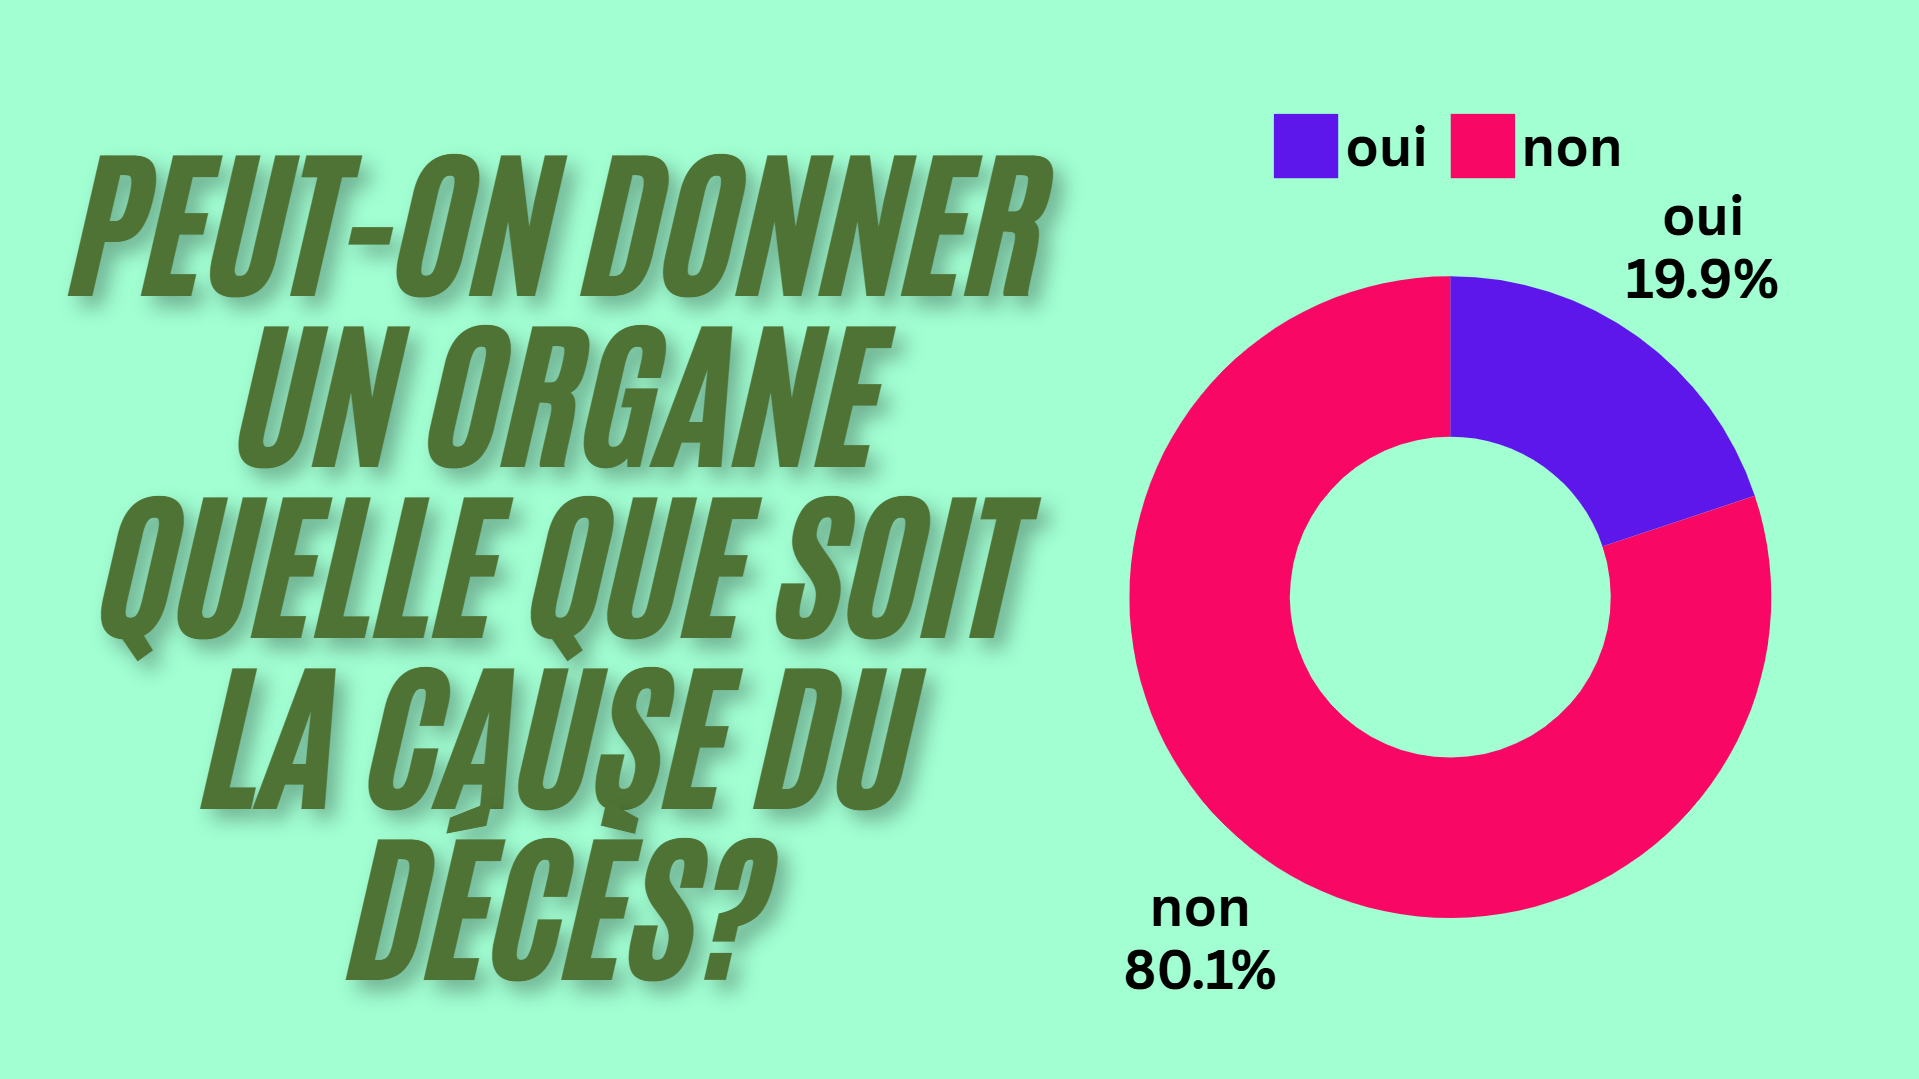 PEUT-ON DONNER
UN ORGANE
QUELLE QUE SOIT
LA CAUSE DU
DÉCÈS?
oui non
oui
19.9%
non
80.1%